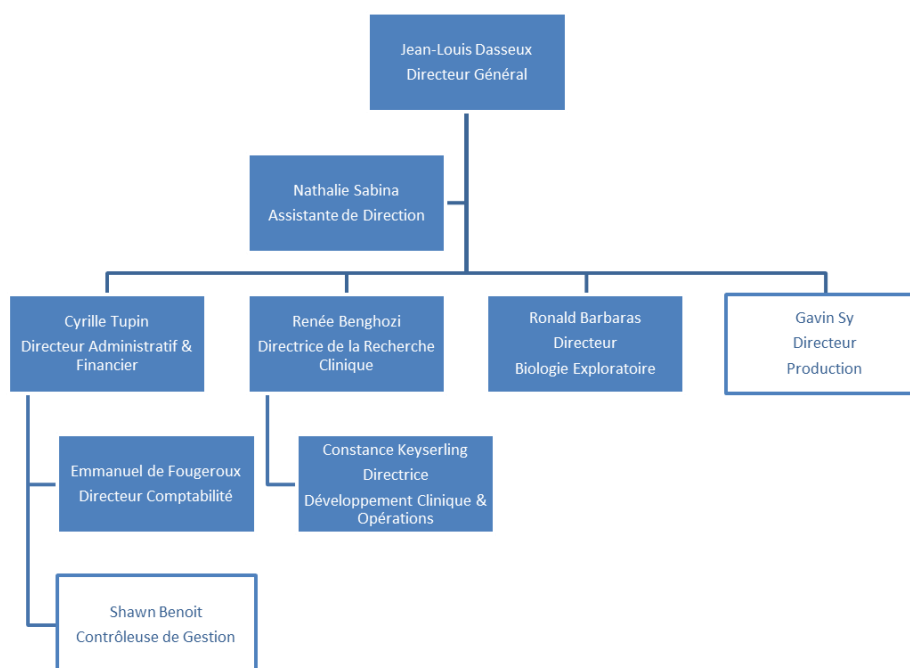 Jean-Louis Dasseux
Directeur Général
Nathalie Sabina
Assistante de Direction
Cyrille Tupin
Directeur Administratif &
Financier
Renée Benghozi
Directrice de la Recherche
Clinique
Ronald Barbaras
Directeur
Biologie Exploratoire
Gavin Sy
Directeur
Production
Emmanuel de Fougeroux
Directeur Comptabilité
Constance Keyserling
Directrice
Développement Clinique &
Opérations
Shawn Benoit
Contrôleuse de Gestion